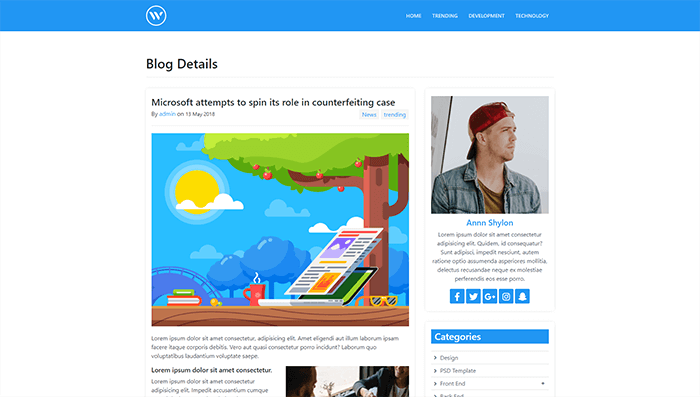 W
HOME TRENDING DEVELOPMENT TECHNOLOGY
Blog Details
Microsoft attempts to spin its role in counterfeiting case
By admin on 13 May 2018
News trending
Lorem ipsum dolor sit amet consectetur, adipisicing elit. Amet eligendi aut illum laborum ipsam
facere itaque corporis debitis. Vero aut quasi consectetur porro incidunt? Laborum quo
voluptatibus laudantium voluptate saepe.
Lorem ipsum dolor sit amet consectetur.
Lorem ipsum dolor sit amet consectetur
adipisicing elit. Impedit accusantium cumque
Annn Shylon
Lorem ipsum dolor sit amet consectetur
adipisicing elit. Quidem, id consequatur?
Sunt adipisci, impedit nesciunt, autem
ratione optio assumenda asperiores mollitia,
delectus recusandae neque ex molestiae
perferendis eos esse porro.
Categories
Design
PSD Template
Front End
Back End